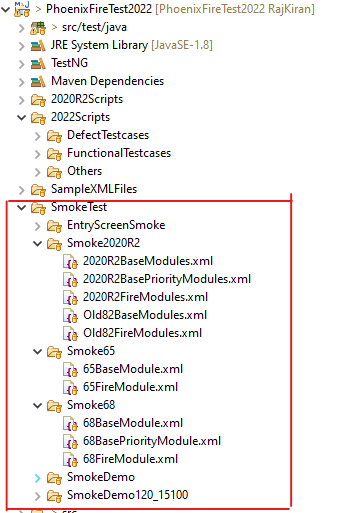 > PhoenixFireTest2022 [PhoenixFireTest2022 RajKiran]
> src/test/java
JRE System Library [JavaSE-1.8]
TestNG
Maven Dependencies
2020R2Scripts
2022Scripts
DefectTestcases
FunctionalTestcases
Others
SampleXMLFiles
SmokeTest
EntryScreenSmoke
Smoke2020R2
2020R2BaseModules.xml
2020R2BasePriorityModules.xml
2020R2FireModules.xml
Old82BaseModules.xml
Old82FireModules.xml
Smoke65
65BaseModule.xml
65FireModule.xml
Smoke68
68BaseModule.xml
68BasePriorityModule.xml
68FireModule.xml
SmokeDemo
SmokeDemo120_15100
> src